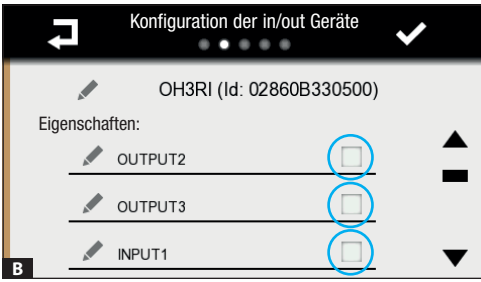 Konfiguration der in/out Geräte
OH3RI (Id: 02860B330500)
Eigenschaften:
OUTPUT2
OUTPUT3
INPUT1
B